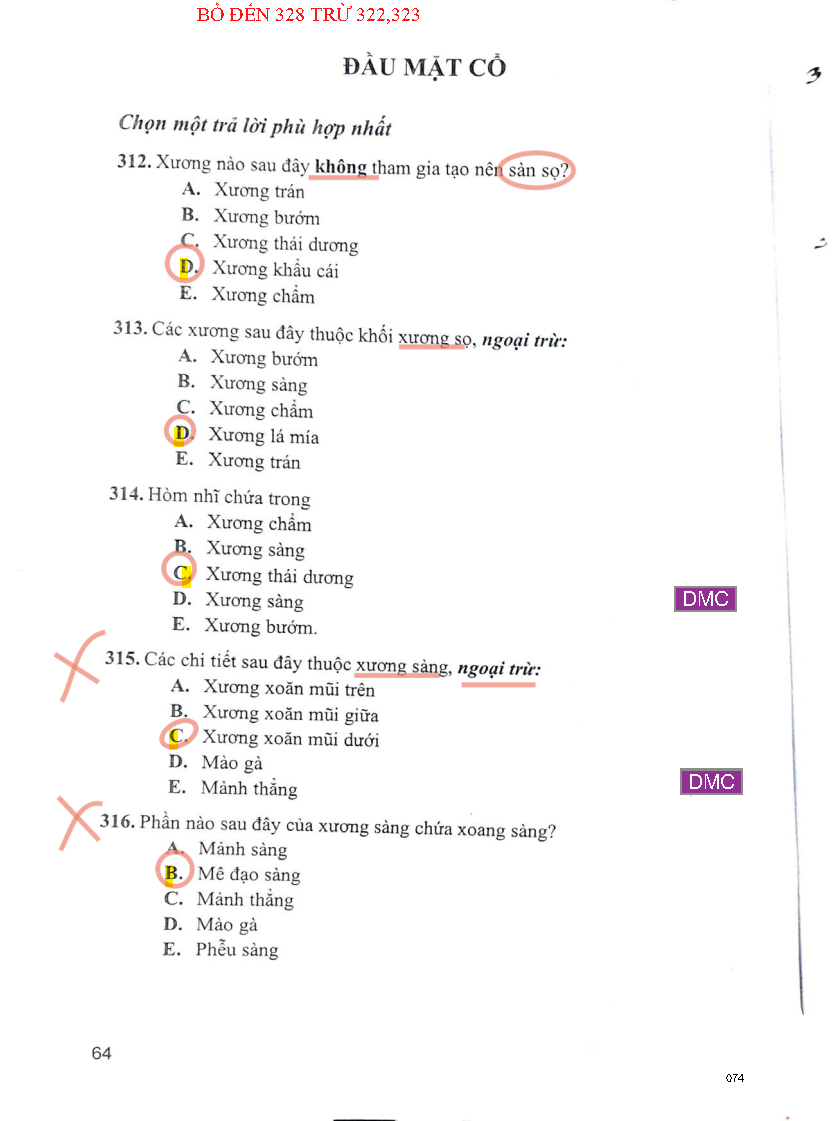 BỎ ĐẾN 328 TRỪ 322,323
ĐẦU MẶT CỔ
3
Chọn một trả lời phù hợp nhất
312. Xương nào sau đây không tham gia tạo nên sàn sọ?
A. Xương trán
B. Xương bướm
C. Xương thái dương
D. Xương khẩu cái
E. Xương chẩm
313. Các xương sau đây thuộc khối xương sọ, ngoại trừ:
A. Xương bướm
B. Xương sàng
C. Xương chẩm
D. Xương lá mía
E. Xương trán
314. Hòm nhĩ chứa trong
A. Xương chẩm
B. Xương sàng
C. Xương thái dương
D. Xương sàng
DMC
E. Xương bướm.
315. Các chi tiết sau đây thuộc xương sàng, ngoại trừ:
A. Xương xoăn mũi trên
B. Xương xoăn mũi giữa
C. Xương xoăn mũi dưới
D. Mào gà
DMC
E. Mảnh thẳng
316. Phần nào sau đây của xương sàng chứa xoang sàng?
A. Mảnh sàng
B. Mê đạo sàng
C. Mảnh thẳng
D. Mào gà
E. Phễu sàng
64
074